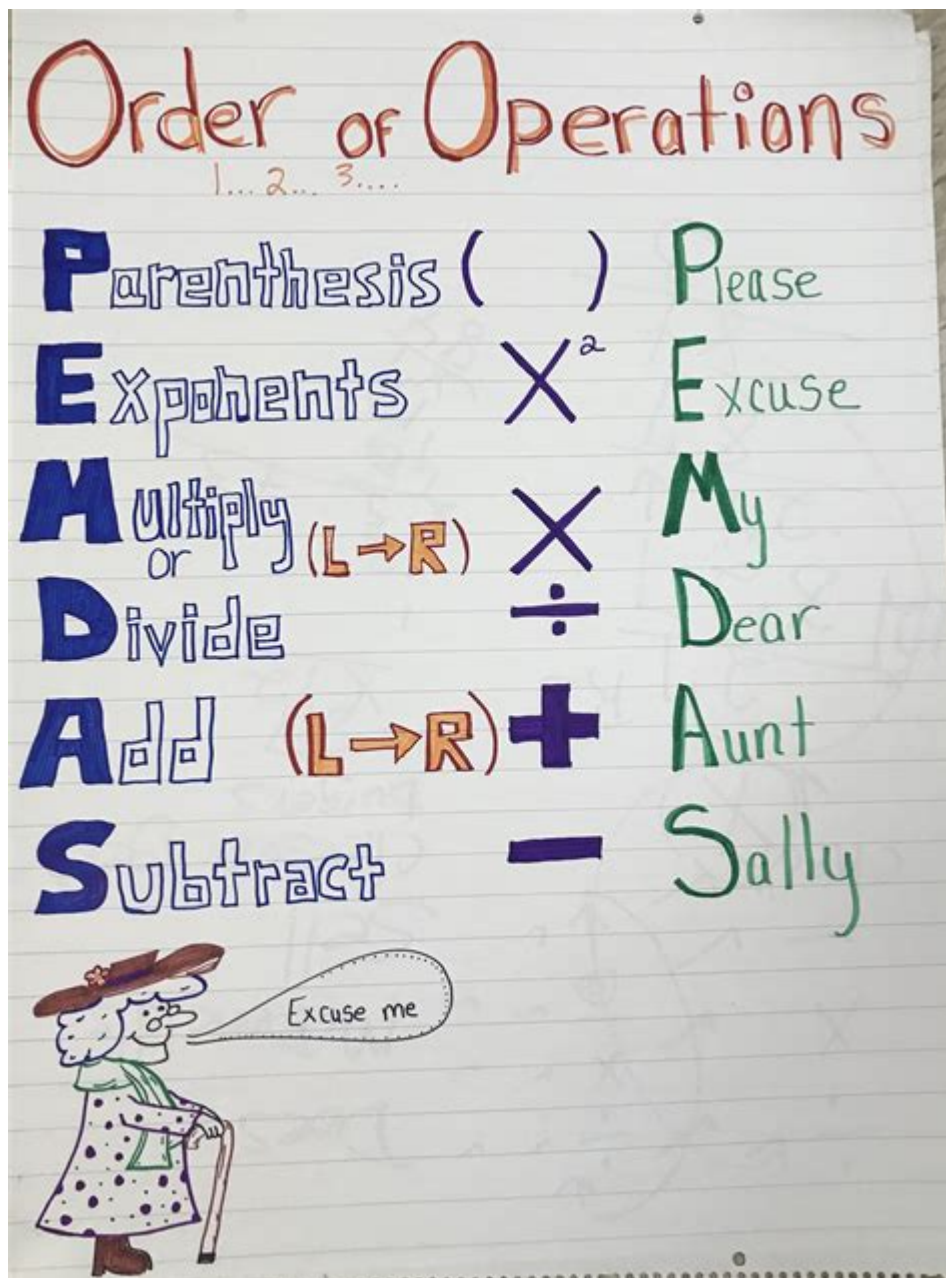 Order of Operations
1... 2... 3....
Parenthesis ( ) Please
Exponents X² Excuse
Multiply (L→R) X My
or
Divide ÷ Dear
Add (L→R) + Aunt
Subtract - Sally
Excuse me